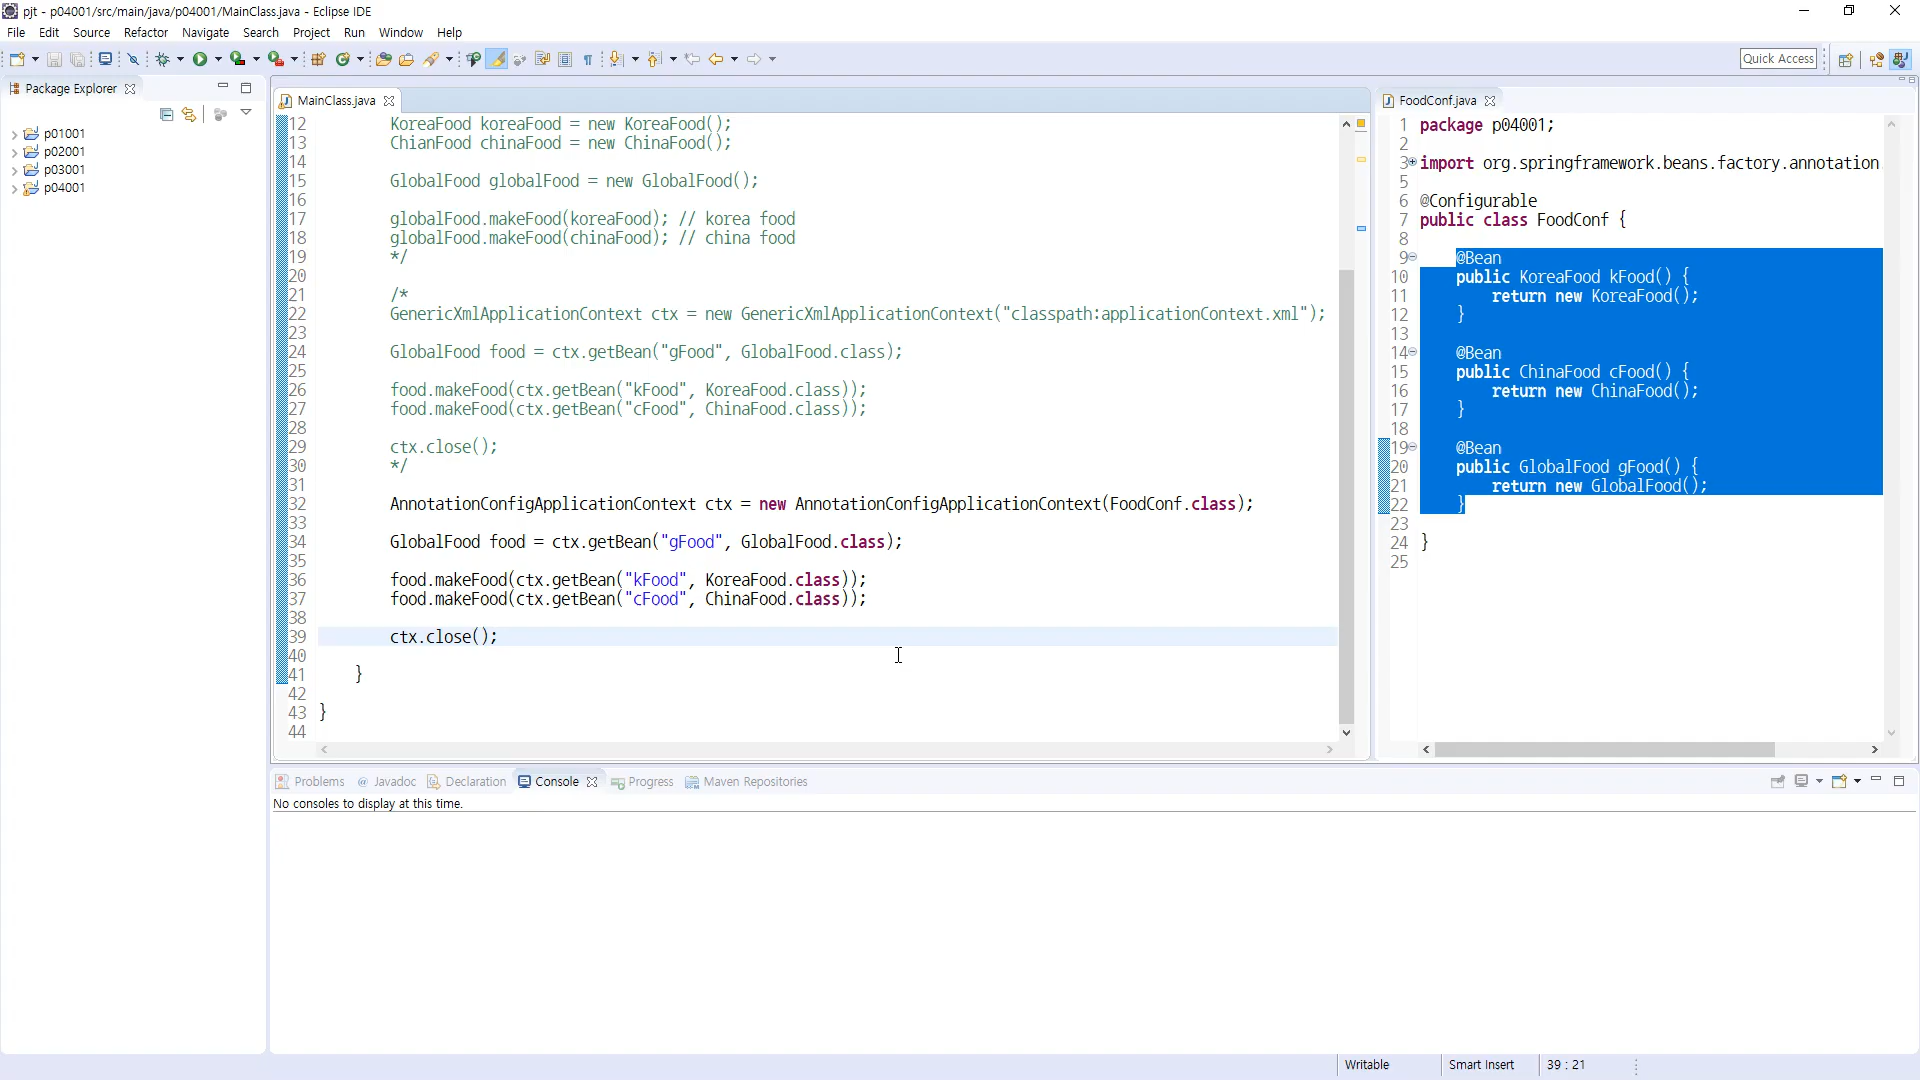 pjt - p04001/src/main/java/p04001/MainClass.java - Eclipse IDE
File Edit Source Refactor Navigate Search Project Run Window Help
Quick Access
Package Explorer
p01001
p02001
p03001
p04001
MainClass.java
12 KoreaFood koreaFood = new KoreaFood();
13 ChianFood chinaFood = new ChinaFood();
14
15 GlobalFood globalFood = new GlobalFood();
16
17 globalFood.makeFood(koreaFood); // korea food
18 globalFood.makeFood(chinaFood); // china food
19 */
20
21 /*
22 GenericXmlApplicationContext ctx = new GenericXmlApplicationContext("classpath:applicationContext.xml");
23
24 GlobalFood food = ctx.getBean("gFood", GlobalFood.class);
25
26 food.makeFood(ctx.getBean("kFood", KoreaFood.class));
27 food.makeFood(ctx.getBean("cFood", ChinaFood.class));
28
29 ctx.close();
30 */
31
32 AnnotationConfigApplicationContext ctx = new AnnotationConfigApplicationContext(FoodConf.class);
33
34 GlobalFood food = ctx.getBean("gFood", GlobalFood.class);
35
36 food.makeFood(ctx.getBean("kFood", KoreaFood.class));
37 food.makeFood(ctx.getBean("cFood", ChinaFood.class));
38
39 ctx.close();
40
41 }
42
43 }
44
FoodConf.java
1 package p04001;
2
3 import org.springframework.beans.factory.annotation
5
6 @Configurable
7 public class FoodConf {
8
9 @Bean
10 public KoreaFood kFood() {
11 return new KoreaFood();
12 }
13
14 @Bean
15 public ChinaFood cFood() {
16 return new ChinaFood();
17 }
18
19 @Bean
20 public GlobalFood gFood() {
21 return new GlobalFood();
22 }
23
24 }
25
Problems @ Javadoc Declaration Console Progress Maven Repositories
No consoles to display at this time.
Writable Smart Insert 39 : 21